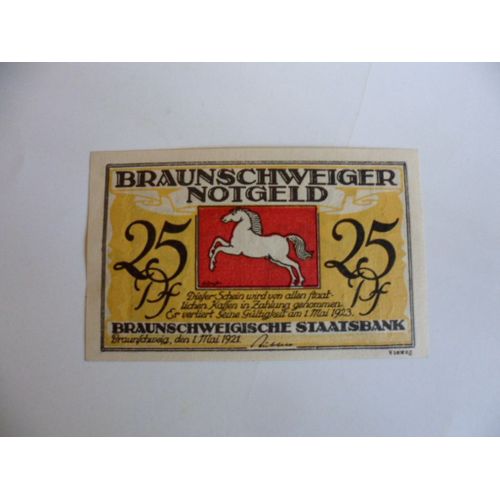 BRAUNSCHWEIGER
NOTGELD
25 Pf
25 Pf
Dieser Schein wird von allen staat-
lichen Kassen in Zahlung genommen.
Er verliert seine Gültigkeit am 1. Mai 1923.
BRAUNSCHWEIGISCHE STAATSBANK
Braunschweig, den 1. Mai 1921.